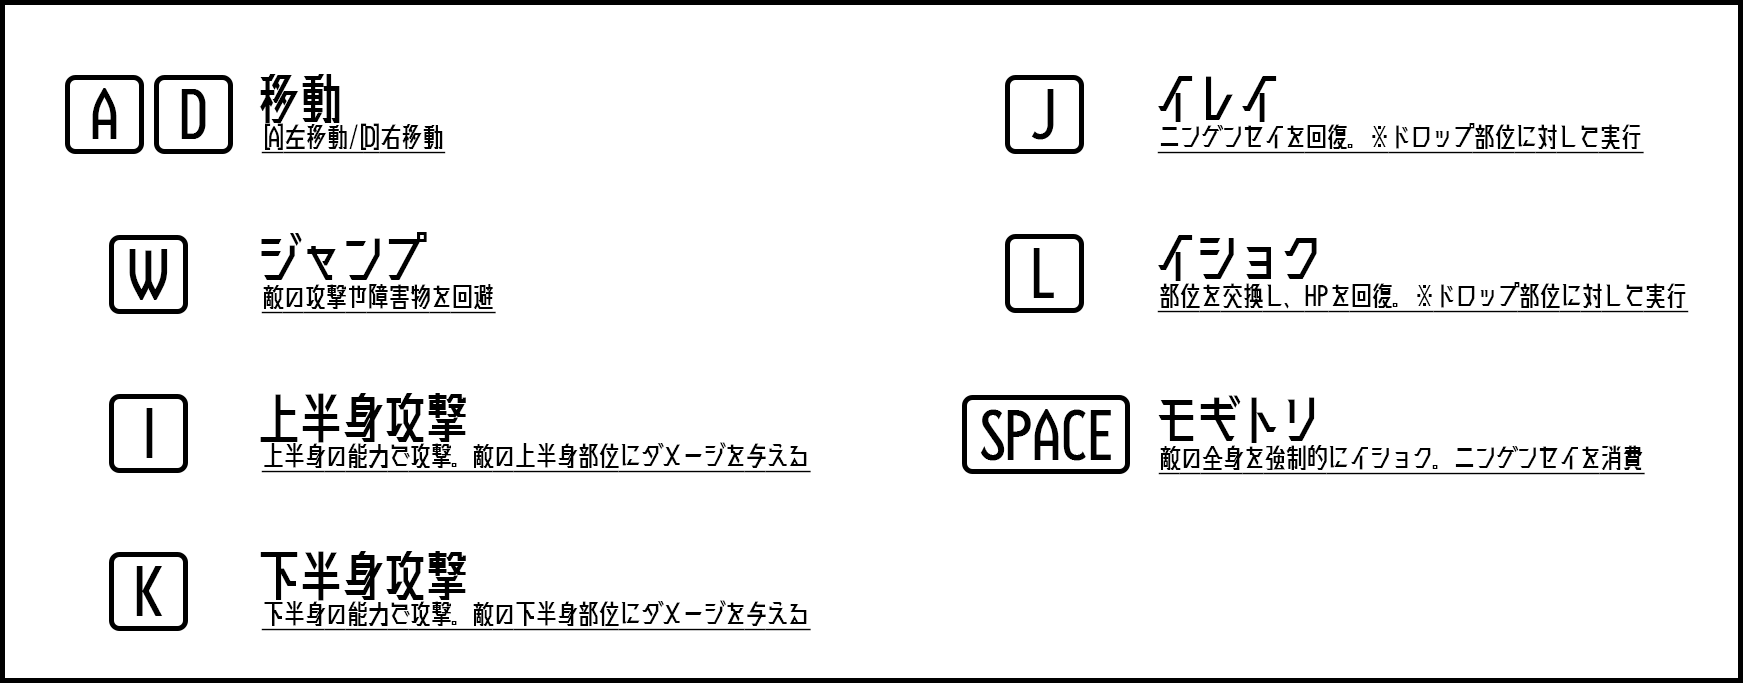 A D 移動
[A]左移動/[D]右移動
W ジャンプ
敵の攻撃や障害物を回避
I 上半身攻撃
上半身の能力で攻撃。敵の上半身部位にダメージを与える
K 下半身攻撃
下半身の能力で攻撃。敵の下半身部位にダメージを与える
J イレイ
ニンゲンセイを回復。※ドロップ部位に対して実行
L イショク
部位を交換し、HPを回復。※ドロップ部位に対して実行
SPACE モギトリ
敵の全身を強制的にイショク。ニンゲンセイを消費